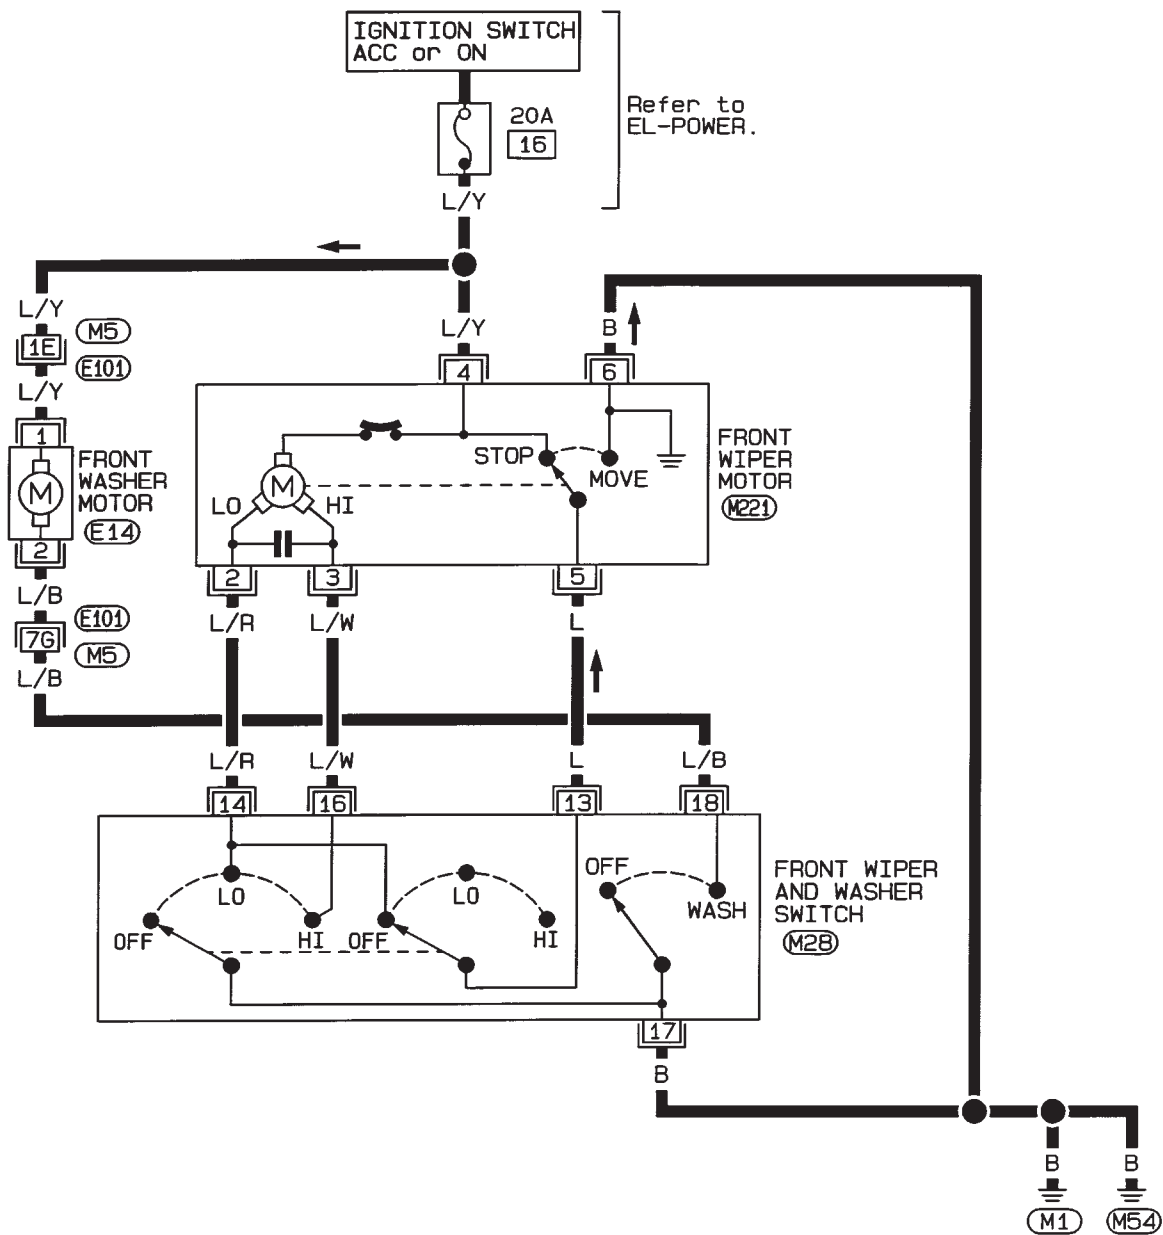 IGNITION SWITCH
ACC or ON
20A
16
Refer to
EL-POWER.
L/Y
L/Y
M5
1E
E101
L/Y
L/Y
B
4
6
1
FRONT
WASHER
MOTOR
E14
M
2
STOP
MOVE
FRONT
WIPER
MOTOR
M221
M
LO
HI
2
3
5
L/B
E101
7G
M5
L/B
L/R
L/W
L
L/R
L/W
L
L/B
14
16
13
18
LO
OFF
HI
LO
OFF
HI
OFF
WASH
FRONT WIPER
AND WASHER
SWITCH
M28
17
B
B
B
M1
M54